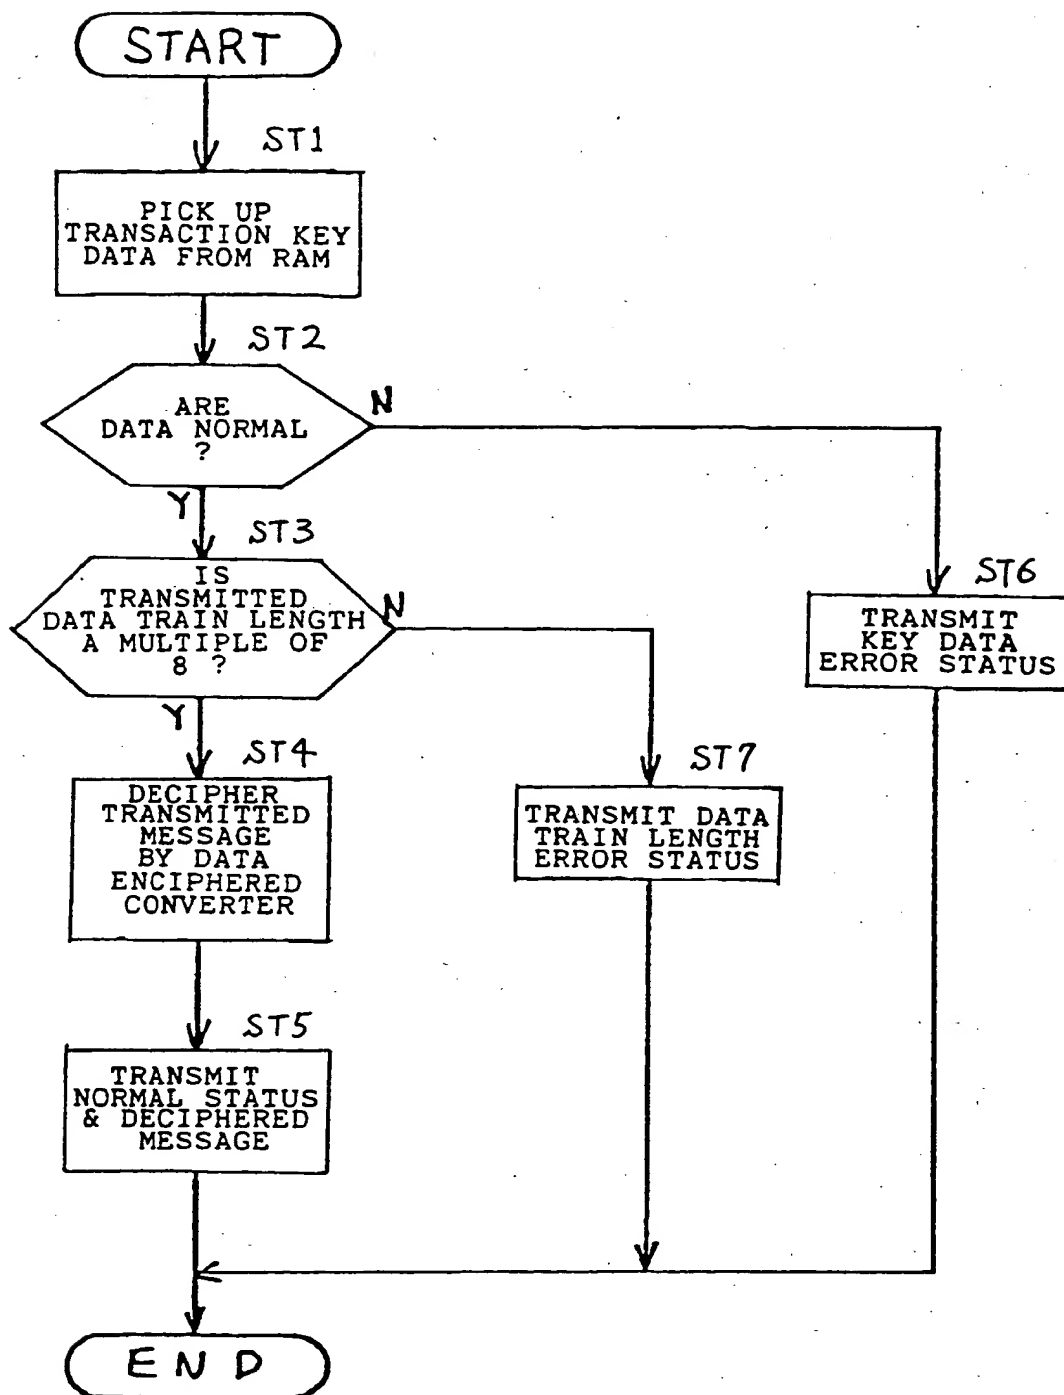 START
ST1
PICK UP
TRANSACTION KEY
DATA FROM RAM
ST2
ARE
DATA NORMAL
?
N
Y
ST3
IS
TRANSMITTED
DATA TRAIN LENGTH
A MULTIPLE OF
8 ?
N
Y
ST6
TRANSMIT
KEY DATA
ERROR STATUS
ST4
DECIPHER
TRANSMITTED
MESSAGE
BY DATA
ENCIPHERED
CONVERTER
ST7
TRANSMIT DATA
TRAIN LENGTH
ERROR STATUS
ST5
TRANSMIT
NORMAL STATUS
& DECIPHERED
MESSAGE
END